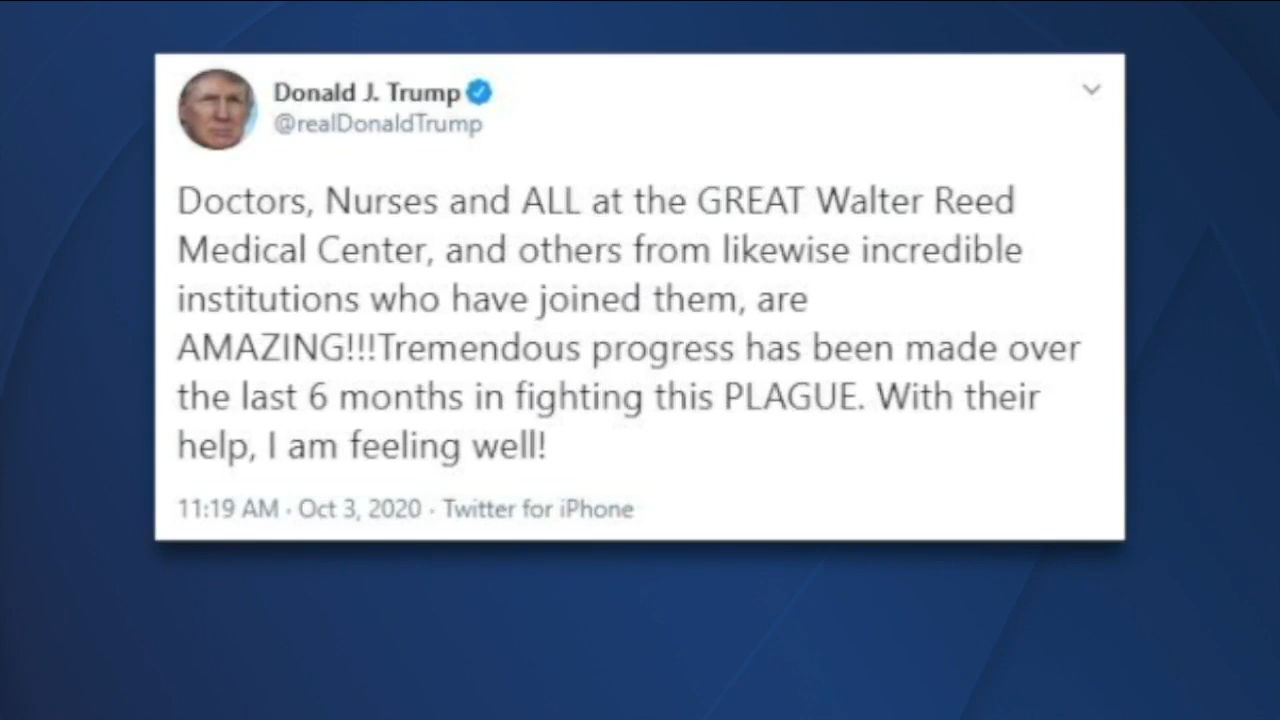 Donald J. Trump
@realDonaldTrump
Doctors, Nurses and ALL at the GREAT Walter Reed
Medical Center, and others from likewise incredible
institutions who have joined them, are
AMAZING!!!Tremendous progress has been made over
the last 6 months in fighting this PLAGUE. With their
help, I am feeling well!
11:19 AM · Oct 3, 2020 · Twitter for iPhone